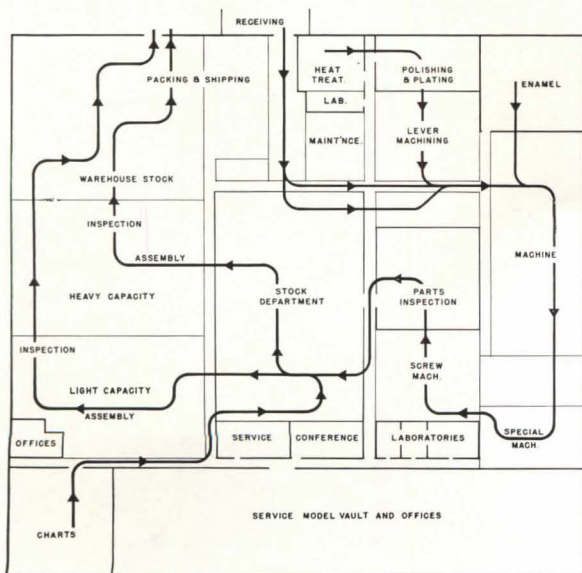 RECEIVING
PACKING & SHIPPING
HEAT
TREAT.
POLISHING
& PLATING
ENAMEL
LAB.
MAINT'NCE.
LEVER
MACHINING
WAREHOUSE STOCK
INSPECTION
ASSEMBLY
MACHINE
HEAVY CAPACITY
STOCK
DEPARTMENT
PARTS
INSPECTION
INSPECTION
SCREW
MACH.
LIGHT CAPACITY
ASSEMBLY
OFFICES
SERVICE
CONFERENCE
LABORATORIES
SPECIAL
MACH.
SERVICE MODEL VAULT AND OFFICES
CHARTS